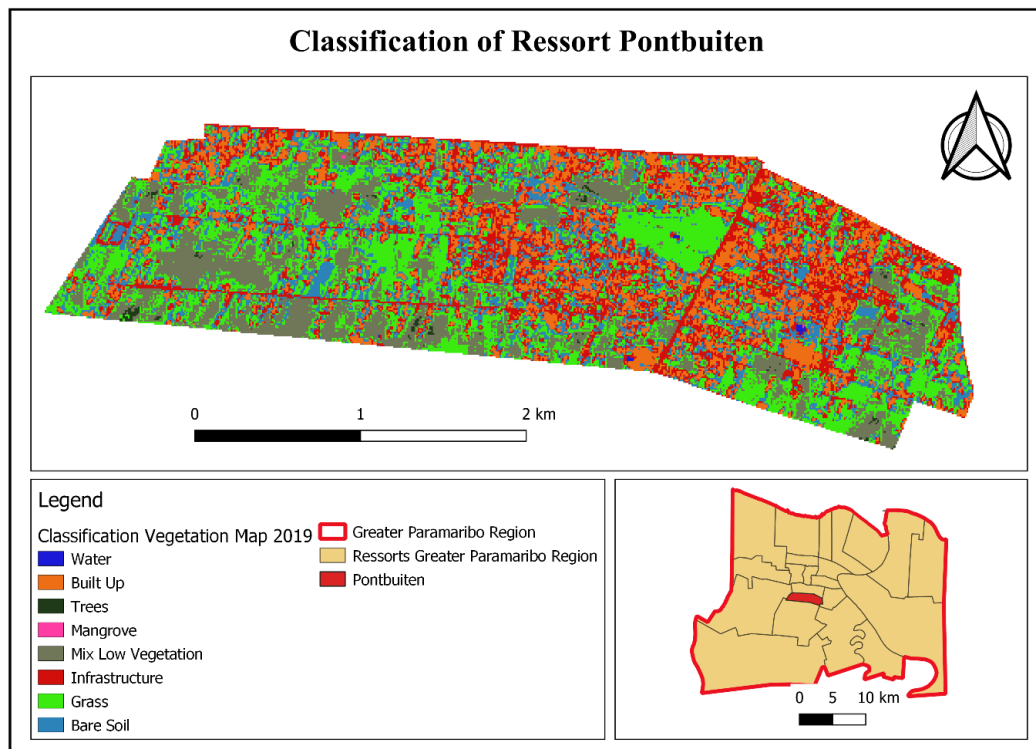 Classification of Ressort Pontbuiten
0 1 2 km
Legend
Classification Vegetation Map 2019
Water
Built Up
Trees
Mangrove
Mix Low Vegetation
Infrastructure
Grass
Bare Soil
Greater Paramaribo Region
Ressorts Greater Paramaribo Region
Pontbuiten
0 5 10 km